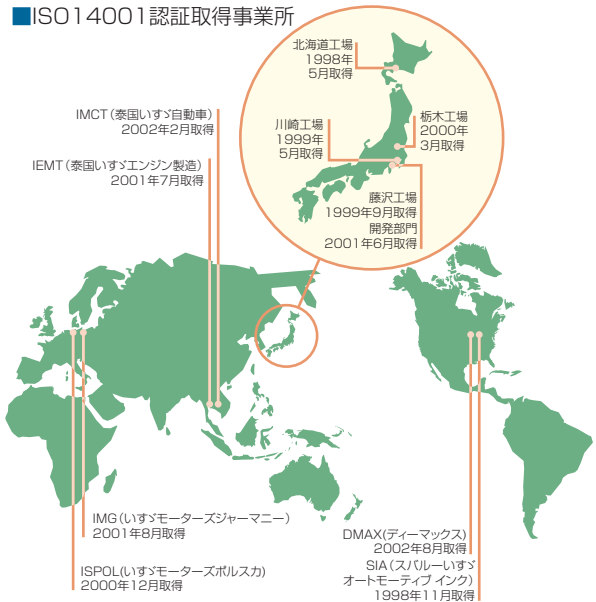 ■ISO14001認証取得事業所
北海道工場
1998年
5月取得
IMCT(泰国いすゞ自動車)
2002年2月取得
川崎工場
1999年
5月取得
栃木工場
2000年
3月取得
IEMT(泰国いすゞエンジン製造)
2001年7月取得
藤沢工場
1999年9月取得
開発部門
2001年6月取得
IMG(いすゞモーターズジャーマニー)
2001年8月取得
DMAX(ディーマックス)
2002年8月取得
ISPOL(いすゞモーターズポルスカ)
2000年12月取得
SIA(スバルーいすゞ
オートモーティブ インク)
1998年11月取得